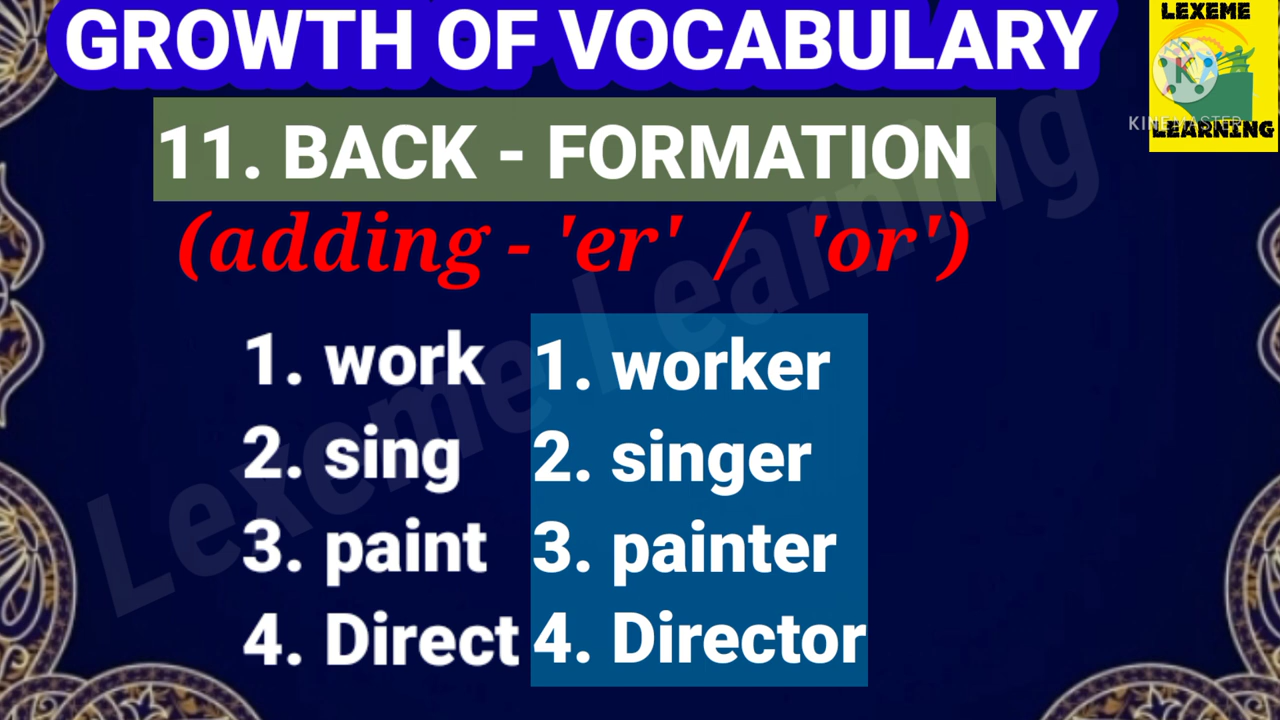 GROWTH OF VOCABULARY
LEXEME
LEARNING
KINEMASTER
11. BACK - FORMATION
(adding - 'er' / 'or')
1. work 1. worker
2. sing 2. singer
3. paint 3. painter
4. Direct 4. Director
Lexeme Learning